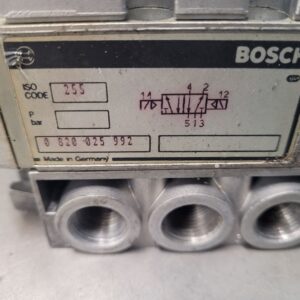 BOSCH
ISO
CODE
255
14 4 2 12
5 1 3
P
bar
0 820 025 992
Made in Germany